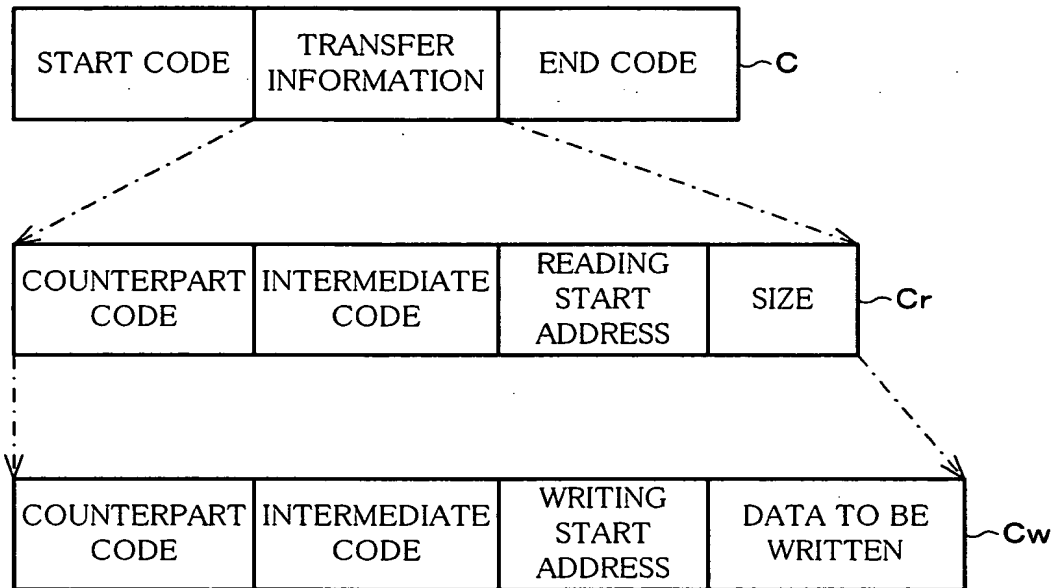 START CODE
TRANSFER
INFORMATION
END CODE
C
COUNTERPART
CODE
INTERMEDIATE
CODE
READING
START
ADDRESS
SIZE
Cr
COUNTERPART
CODE
INTERMEDIATE
CODE
WRITING
START
ADDRESS
DATA TO BE
WRITTEN
Cw